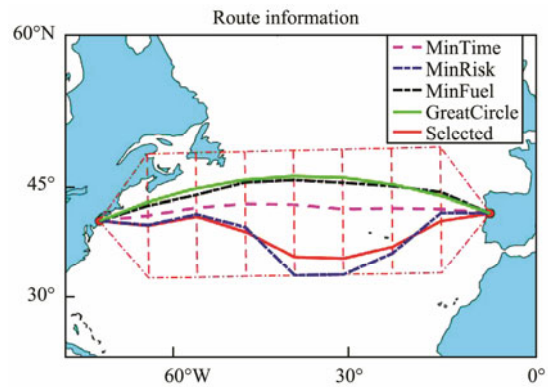 Route information
60°N
MinTime
MinRisk
MinFuel
GreatCircle
Selected
45°N
30°N
60°W
30°W
0°